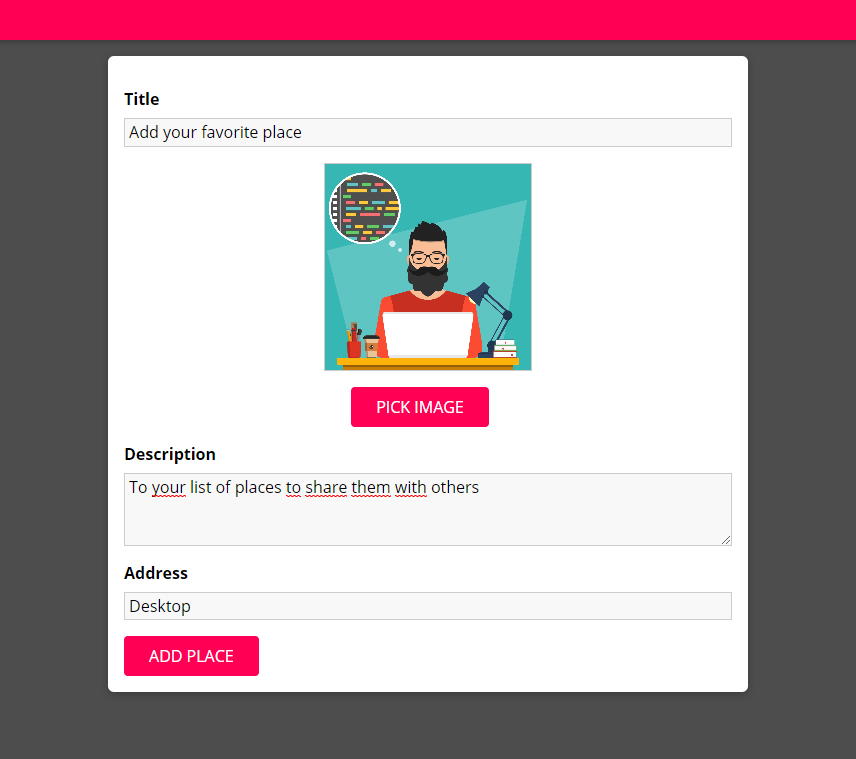 Title
Add your favorite place
PICK IMAGE
Description
To your list of places to share them with others
Address
Desktop
ADD PLACE